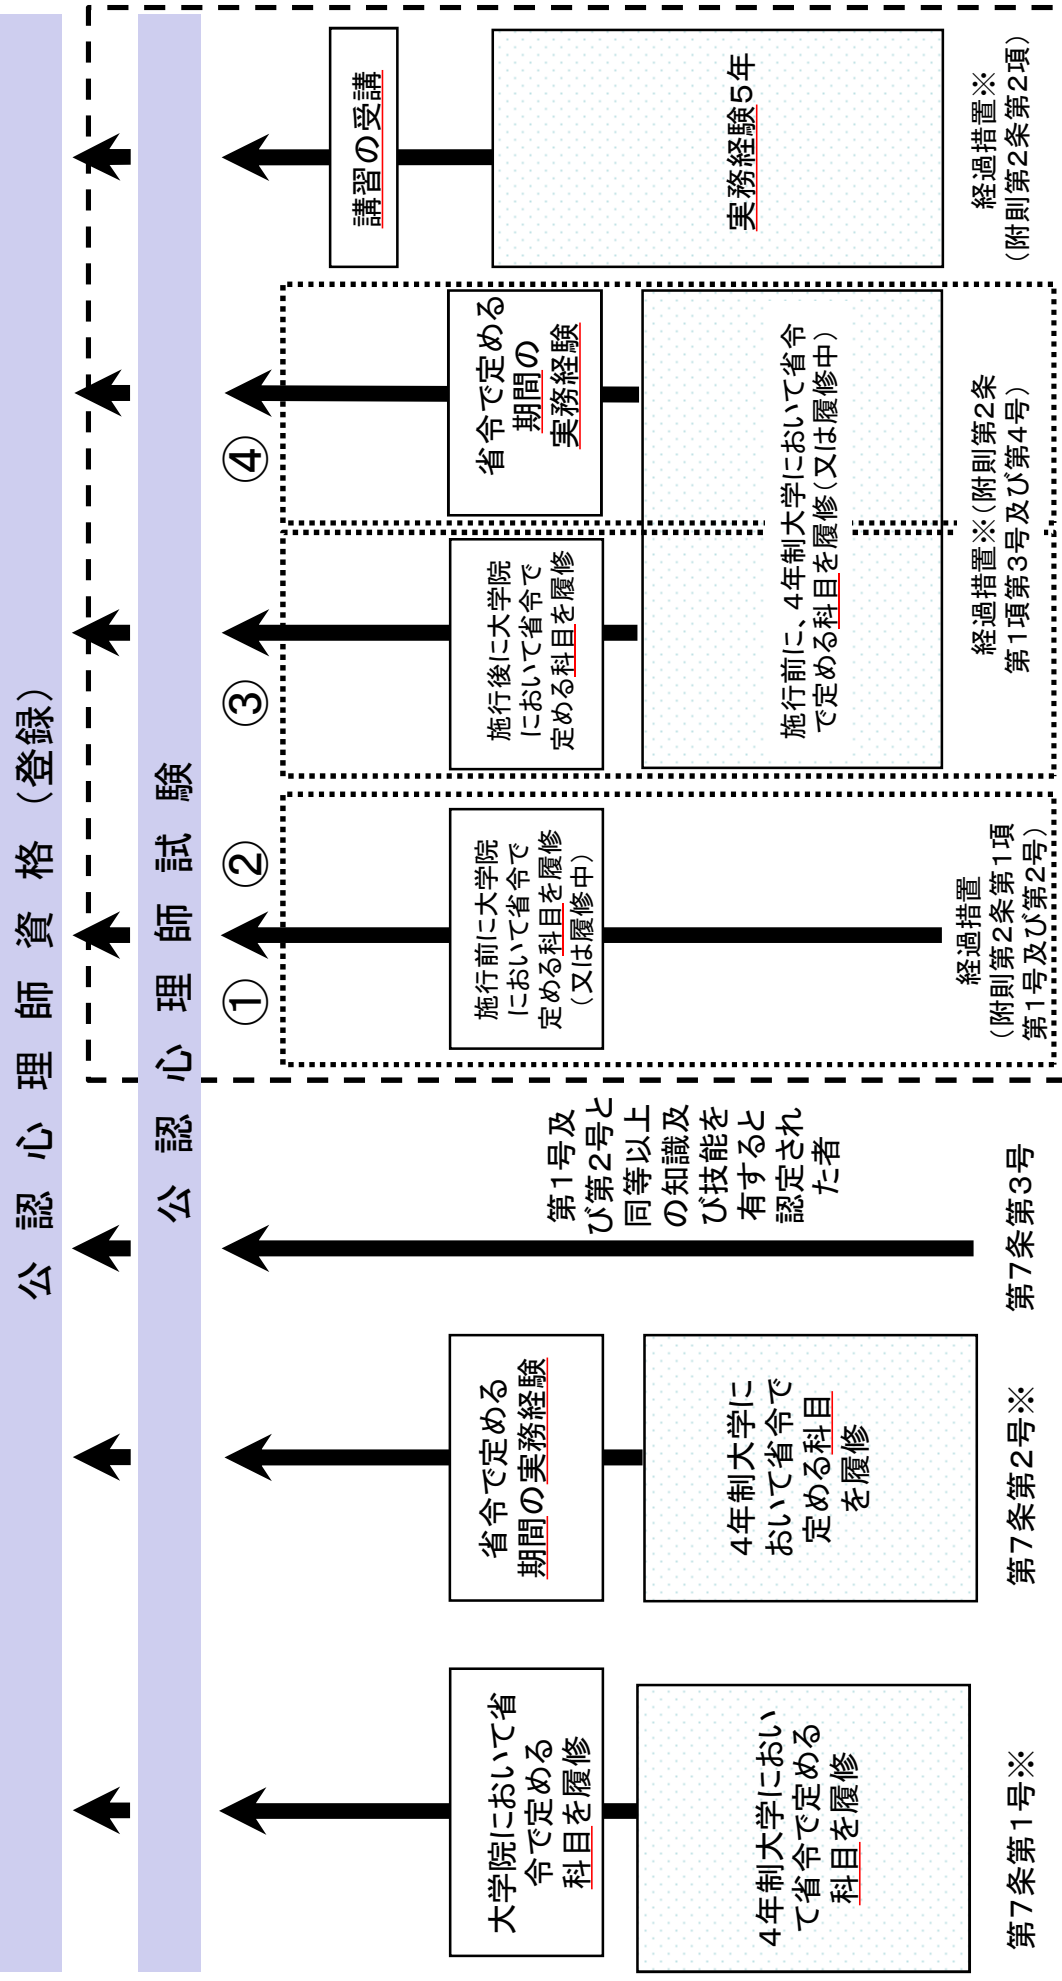 公認心理師資格（登録）
公認心理師試験
大学院において省
令で定める
科目を履修
4年制大学におい
て省令で定める
科目を履修
第7条第1号※
省令で定める
期間の実務経験
4年制大学に
おいて省令で
定める科目
を履修
第7条第2号※
第1号及
び第2号と
同等以上
の知識及
び技能を
有すると
認定され
た者
第7条第3号
①
②
施行前に大学院
において省令で
定める科目を履修
（又は履修中）
経過措置
（附則第2条第1項
第1号及び第2号）
③
施行後に大学院
において省令で
定める科目を履修
④
省令で定める
期間の
実務経験
施行前に、4年制大学において省令
で定める科目を履修（又は履修中）
経過措置※（附則第2条
第1項第3号及び第4号）
講習の受講
実務経験5年
経過措置※
（附則第2条第2項）